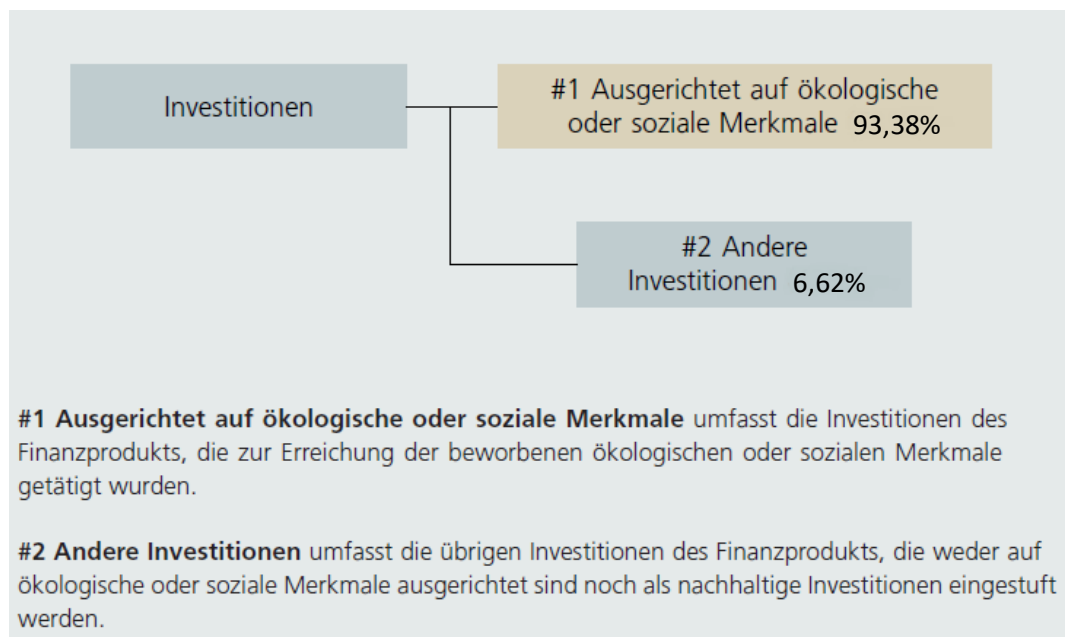 Investitionen
#1 Ausgerichtet auf ökologische
oder soziale Merkmale 93,38%
#2 Andere
Investitionen 6,62%
#1 Ausgerichtet auf ökologische oder soziale Merkmale umfasst die Investitionen des
Finanzprodukts, die zur Erreichung der beworbenen ökologischen oder sozialen Merkmale
getätigt wurden.
#2 Andere Investitionen umfasst die übrigen Investitionen des Finanzprodukts, die weder auf
ökologische oder soziale Merkmale ausgerichtet sind noch als nachhaltige Investitionen eingestuft
werden.